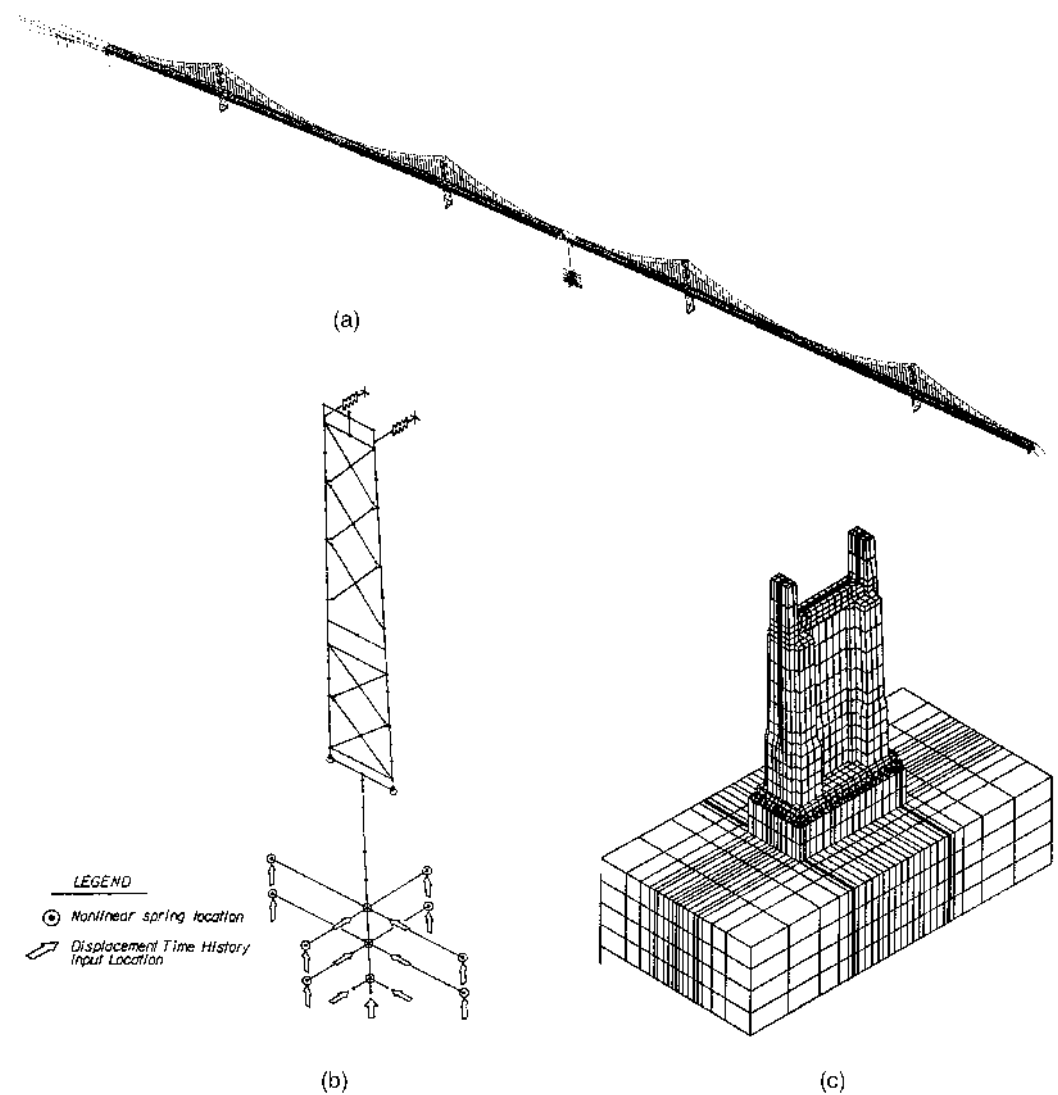 (a)
LEGEND
Nonlinear spring location
Displacement Time History
Input Location
(b)
(c)